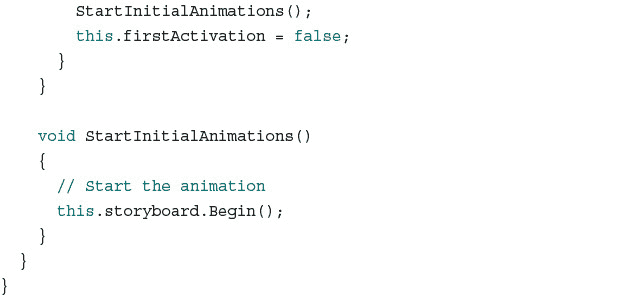 StartInitialAnimations();
        this.firstActivation = false;
      }
    }

    void StartInitialAnimations()
    {
      // Start the animation
      this.storyboard.Begin();
    }
  }
}